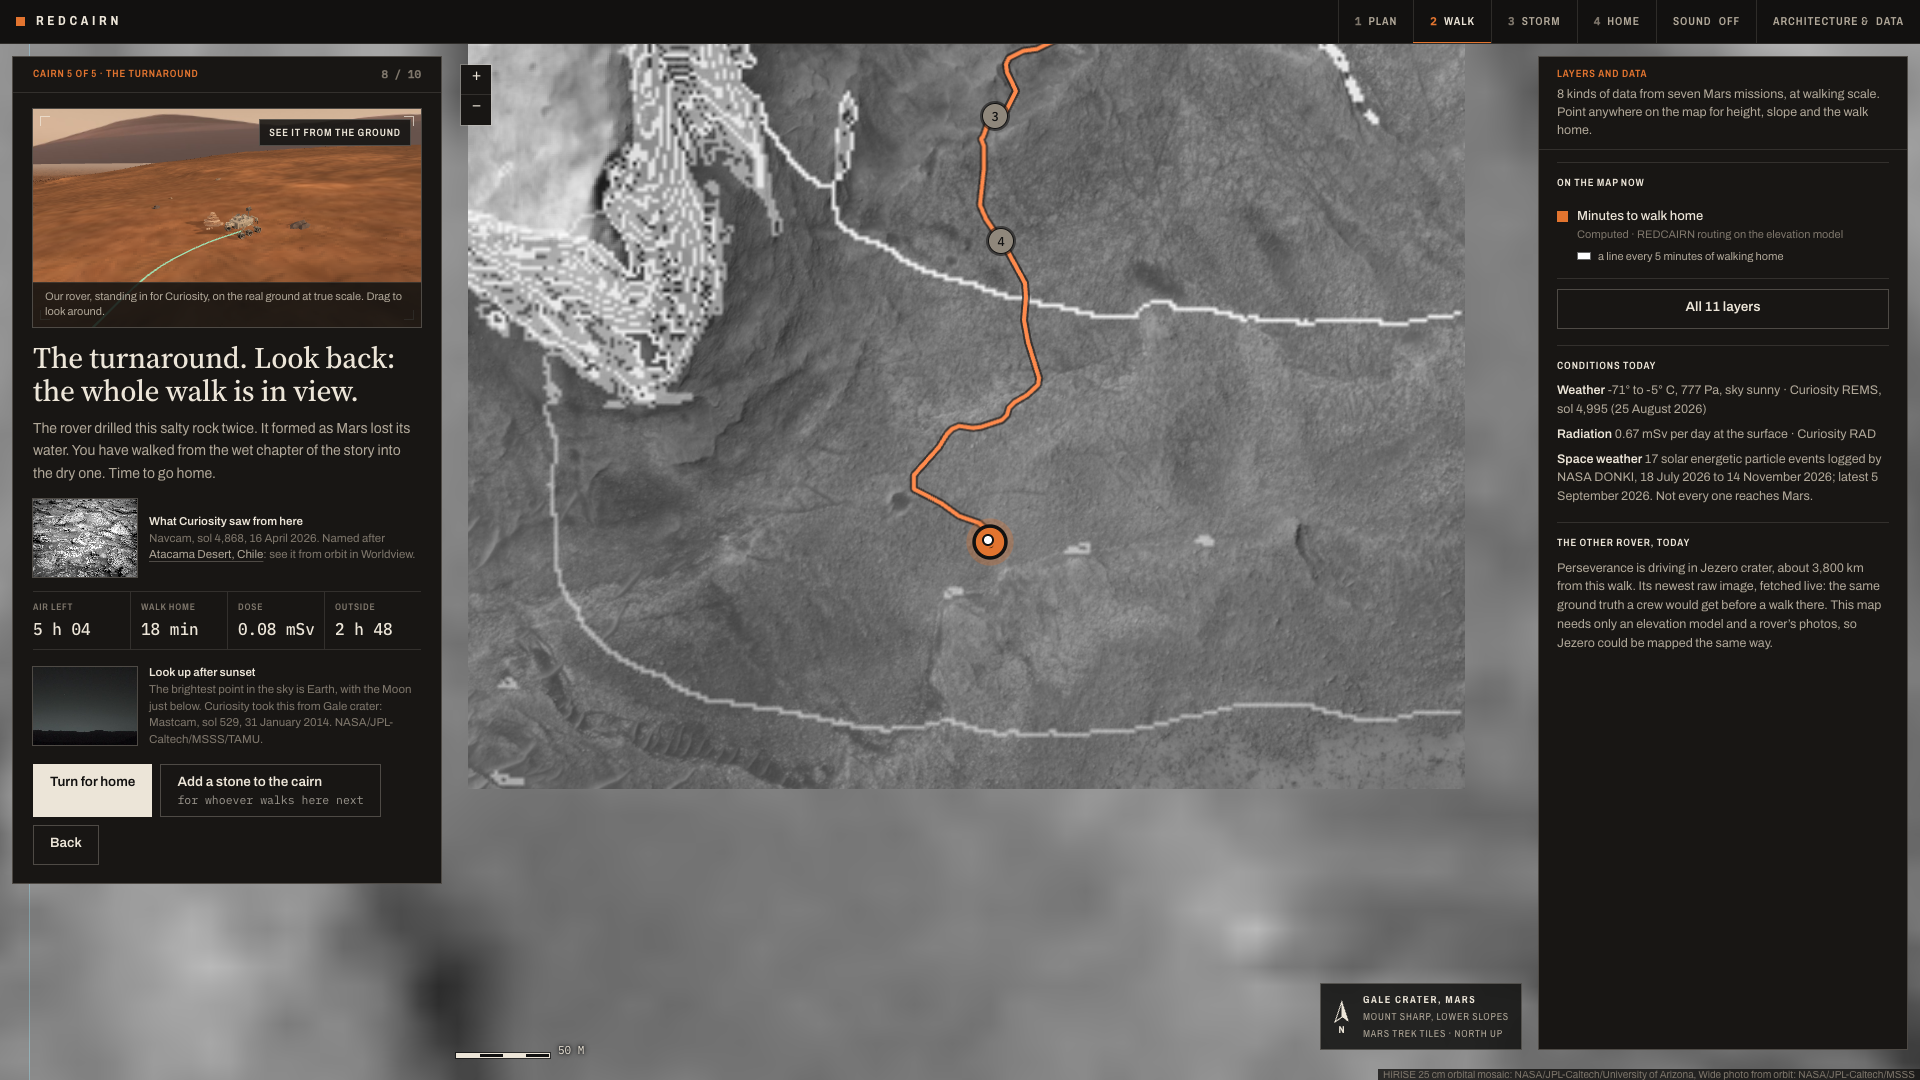 REDCAIRN
1 PLAN
2 WALK
3 STORM
4 HOME
SOUND OFF
ARCHITECTURE & DATA
CAIRN 5 OF 5 · THE TURNAROUND
8 / 10
SEE IT FROM THE GROUND
Our rover, standing in for Curiosity, on the real ground at true scale. Drag to
look around.
The turnaround. Look back:
the whole walk is in view.
The rover drilled this salty rock twice. It formed as Mars lost its
water. You have walked from the wet chapter of the story into
the dry one. Time to go home.
What Curiosity saw from here
Navcam, sol 4,868, 16 April 2026. Named after
Atacama Desert, Chile: see it from orbit in Worldview.
AIR LEFT
5 h 04
WALK HOME
18 min
DOSE
0.08 mSv
OUTSIDE
2 h 48
Look up after sunset
The brightest point in the sky is Earth, with the Moon
just below. Curiosity took this from Gale crater:
Mastcam, sol 529, 31 January 2014. NASA/JPL-
Caltech/MSSS/TAMU.
Turn for home
Add a stone to the cairn
for whoever walks here next
Back
+
−
3
4
50 M
GALE CRATER, MARS
MOUNT SHARP, LOWER SLOPES
MARS TREK TILES · NORTH UP
N
LAYERS AND DATA
8 kinds of data from seven Mars missions, at walking scale.
Point anywhere on the map for height, slope and the walk
home.
ON THE MAP NOW
Minutes to walk home
Computed · REDCAIRN routing on the elevation model
a line every 5 minutes of walking home
All 11 layers
CONDITIONS TODAY
Weather -71° to -5° C, 777 Pa, sky sunny · Curiosity REMS,
sol 4,995 (25 August 2026)
Radiation 0.67 mSv per day at the surface · Curiosity RAD
Space weather 17 solar energetic particle events logged by
NASA DONKI, 18 July 2026 to 14 November 2026; latest 5
September 2026. Not every one reaches Mars.
THE OTHER ROVER, TODAY
Perseverance is driving in Jezero crater, about 3,800 km
from this walk. Its newest raw image, fetched live: the same
ground truth a crew would get before a walk there. This map
needs only an elevation model and a rover's photos, so
Jezero could be mapped the same way.
HiRISE 25 cm orbital mosaic: NASA/JPL-Caltech/University of Arizona, Wide photo from orbit: NASA/JPL-Caltech/MSSS